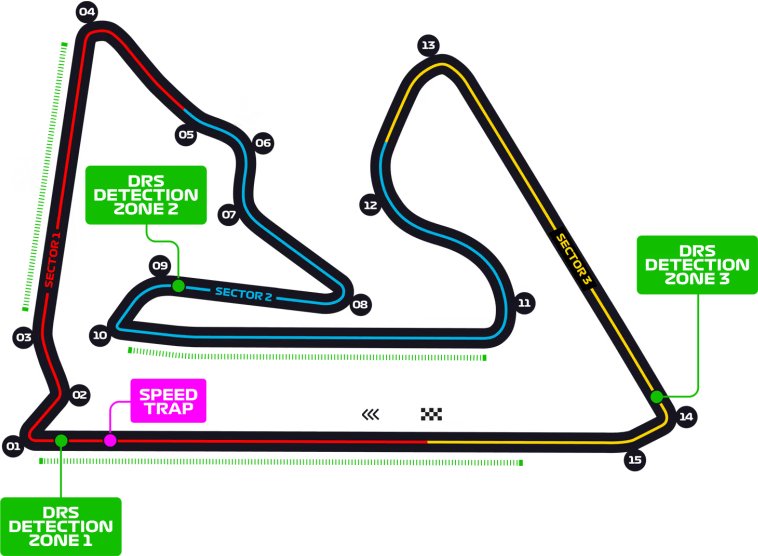 04
13
05
06
DRS
DETECTION
ZONE 2
12
07
SECTOR 1
SECTOR 3
DRS
DETECTION
ZONE 3
09
SECTOR 2
08
11
03
10
02
SPEED
TRAP
14
01
15
DRS
DETECTION
ZONE 1